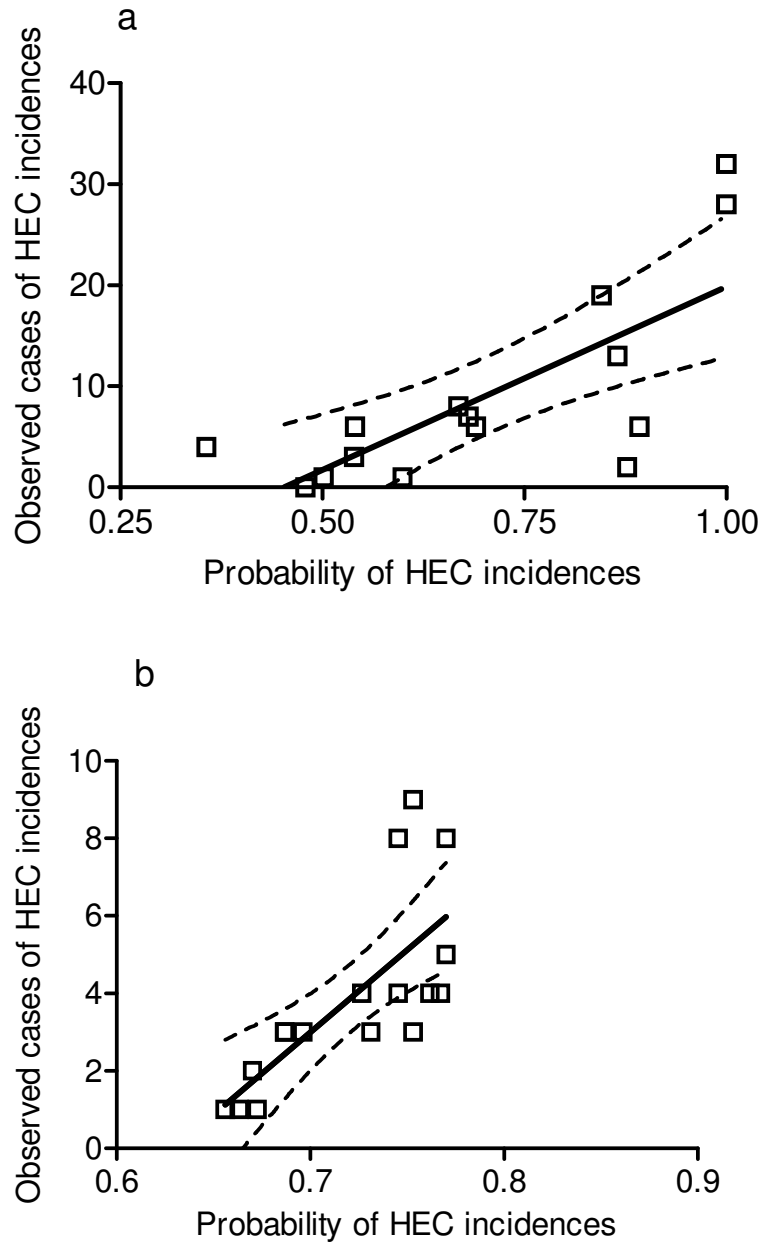 a
Observed cases of HEC incidences
40
30
20
10
0
0.25 0.50 0.75 1.00
Probability of HEC incidences
b
Observed cases of HEC incidences
10
8
6
4
2
0
0.6 0.7 0.8 0.9
Probability of HEC incidences